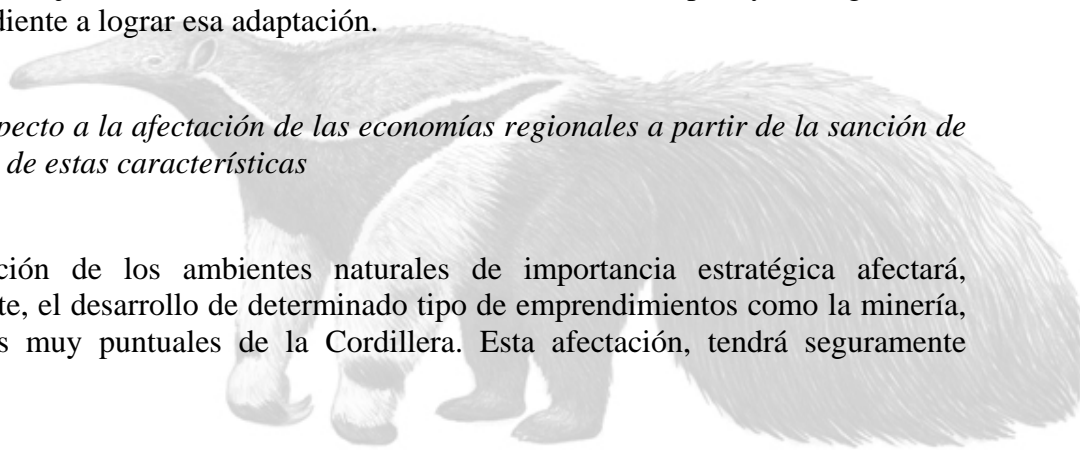 diente a lograr esa adaptación.
pecto a la afectación de las economías regionales a partir de la sanción de
de estas características
ción de los ambientes naturales de importancia estratégica afectará,
te, el desarrollo de determinado tipo de emprendimientos como la minería,
s muy puntuales de la Cordillera. Esta afectación, tendrá seguramente